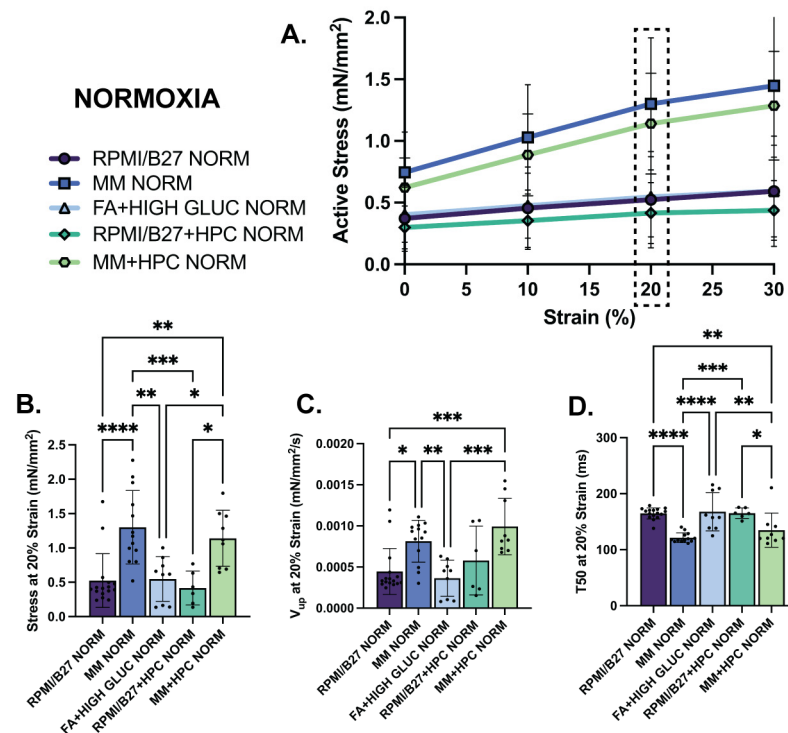 A.
NORMOXIA
RPMI/B27 NORM
MM NORM
FA+HIGH GLUC NORM
RPMI/B27+HPC NORM
MM+HPC NORM
Active Stress (mN/mm²)
2.0
1.5
1.0
0.5
0.0
0 5 10 15 20 25 30
Strain (%)
B.
Stress at 20% Strain (mN/mm²)
2.5
2.0
1.5
1.0
0.5
0.0
**
***
** *
**** *
RPMI/B27 NORM
MM NORM
FA+HIGH GLUC NORM
RPMI/B27+HPC NORM
MM+HPC NORM
C.
Vup at 20% Strain (mN/mm²/s)
0.0020
0.0015
0.0010
0.0005
0.0000
***
* ** ***
RPMI/B27 NORM
MM NORM
FA+HIGH GLUC NORM
RPMI/B27+HPC NORM
MM+HPC NORM
D.
T50 at 20% Strain (ms)
300
200
100
0
**
***
**** **
**** *
RPMI/B27 NORM
MM NORM
FA+HIGH GLUC NORM
RPMI/B27+HPC NORM
MM+HPC NORM